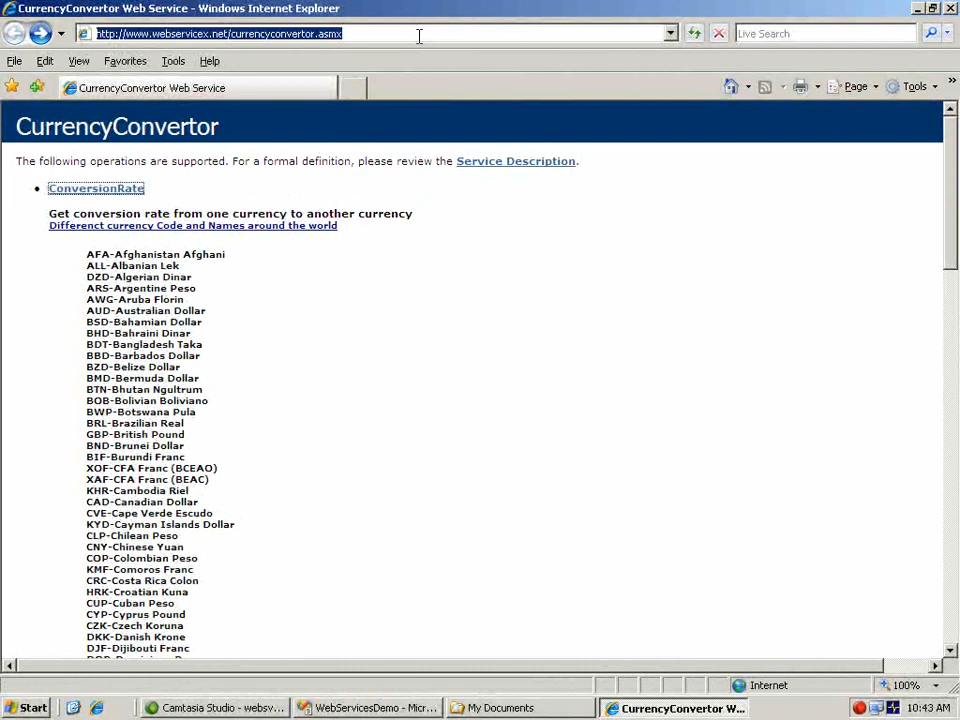 CurrencyConvertor Web Service - Windows Internet Explorer
http://www.webservicex.net/currencyconvertor.asmx
Live Search
File Edit View Favorites Tools Help
CurrencyConvertor Web Service
Page Tools
CurrencyConvertor
The following operations are supported. For a formal definition, please review the Service Description.
ConversionRate
Get conversion rate from one currency to another currency
Differenct currency Code and Names around the world
AFA-Afghanistan Afghani
ALL-Albanian Lek
DZD-Algerian Dinar
ARS-Argentine Peso
AWG-Aruba Florin
AUD-Australian Dollar
BSD-Bahamian Dollar
BHD-Bahraini Dinar
BDT-Bangladesh Taka
BBD-Barbados Dollar
BZD-Belize Dollar
BMD-Bermuda Dollar
BTN-Bhutan Ngultrum
BOB-Bolivian Boliviano
BWP-Botswana Pula
BRL-Brazilian Real
GBP-British Pound
BND-Brunei Dollar
BIF-Burundi Franc
XOF-CFA Franc (BCEAO)
XAF-CFA Franc (BEAC)
KHR-Cambodia Riel
CAD-Canadian Dollar
CVE-Cape Verde Escudo
KYD-Cayman Islands Dollar
CLP-Chilean Peso
CNY-Chinese Yuan
COP-Colombian Peso
KMF-Comoros Franc
CRC-Costa Rica Colon
HRK-Croatian Kuna
CUP-Cuban Peso
CYP-Cyprus Pound
CZK-Czech Koruna
DKK-Danish Krone
DJF-Dijibouti Franc
Internet 100%
Start Camtasia Studio - websv... WebServicesDemo - Micr... My Documents CurrencyConvertor W... 10:43 AM